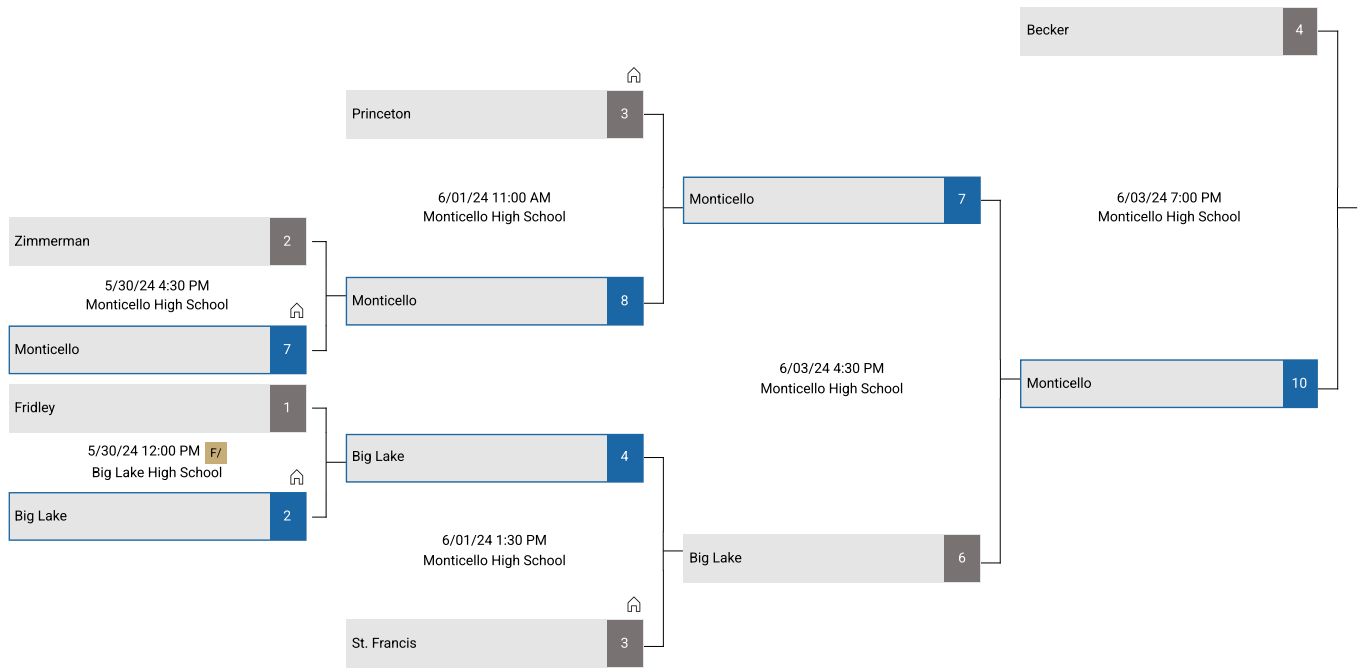 Becker 4
Princeton 3
6/01/24 11:00 AM
Monticello High School
Monticello 7
6/03/24 7:00 PM
Monticello High School
Zimmerman 2
5/30/24 4:30 PM
Monticello High School
Monticello 8
Monticello 7
Fridley 1
6/03/24 4:30 PM
Monticello High School
Monticello 10
5/30/24 12:00 PM F/
Big Lake High School
Big Lake 4
Big Lake 2
6/01/24 1:30 PM
Monticello High School
Big Lake 6
St. Francis 3